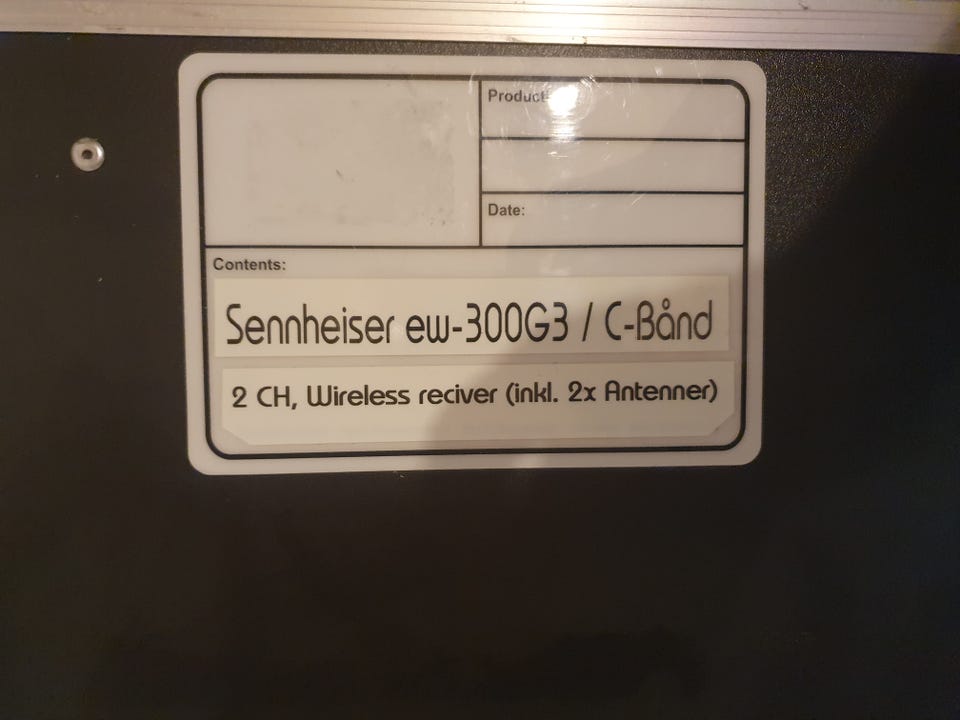 Product
Date:
Contents:
Sennheiser ew-300G3 / C-Bånd
2 CH, Wireless reciver (inkl. 2x Antenner)